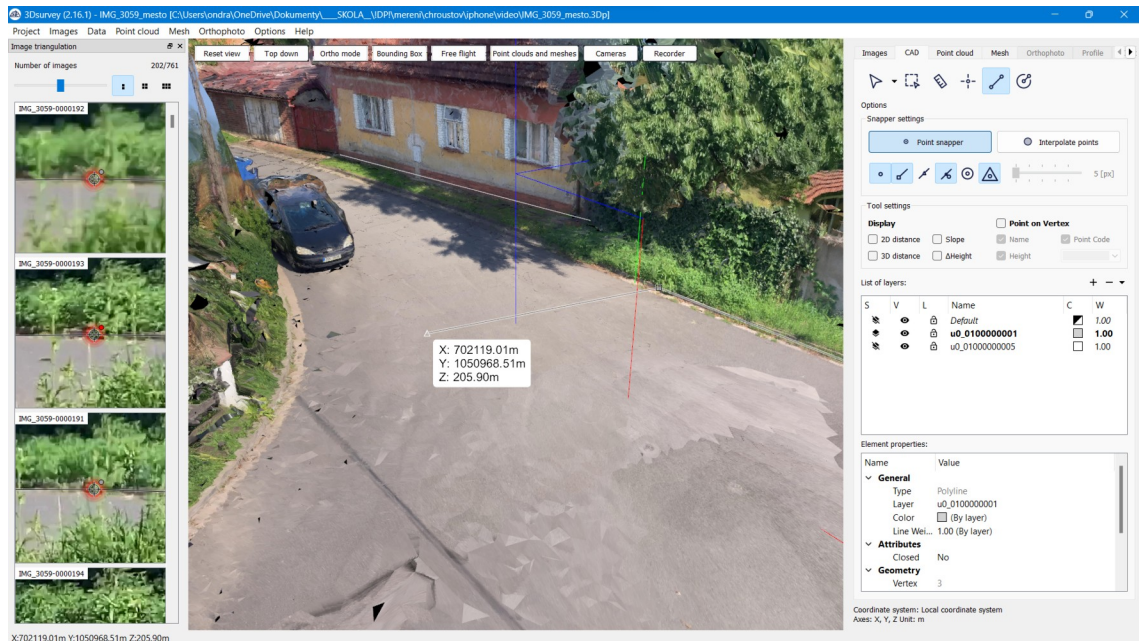 3Dsurvey (2.16.1) - IMG_3059_mesto [C:\Users\ondra\OneDrive\Dokumenty\____SKOLA__\IDPI\mereni\chroustov\iphone\video\IMG_3059_mesto.3Dp]
Project Images Data Point cloud Mesh Orthophoto Options Help
Image triangulation
Number of images 202/761
IMG_3059-0000192
IMG_3059-0000193
IMG_3059-0000191
IMG_3059-0000194
Reset view Top down Ortho mode Bounding Box Free flight Point clouds and meshes Cameras Recorder
X: 702119.01m
Y: 1050968.51m
Z: 205.90m
Images CAD Point cloud Mesh Orthophoto Profile
Options
Snapper settings
Point snapper Interpolate points
5 [px]
Tool settings
Display Point on Vertex
2D distance Slope Name Point Code
3D distance ΔHeight Height
List of layers:
S V L Name C W
Default 1.00
u0_0100000001 1.00
u0_01000000005 1.00
Element properties:
Name Value
General
Type Polyline
Layer u0_0100000001
Color (By layer)
Line Wei... 1.00 (By layer)
Attributes
Closed No
Geometry
Vertex 3
Coordinate system: Local coordinate system
Axes: X, Y, Z Unit: m
X:702119.01m Y:1050968.51m Z:205.90m